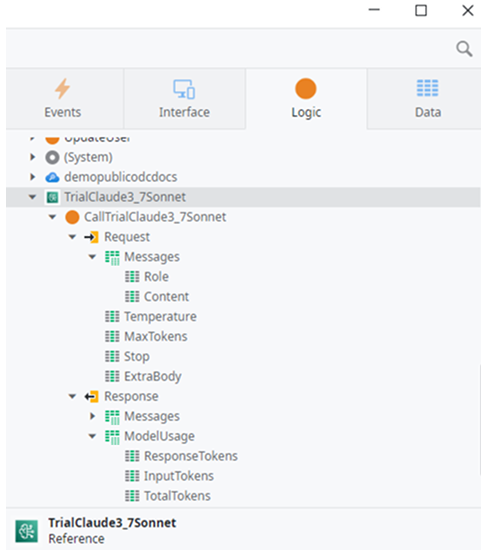 Events
Interface
Logic
Data
UpdateUser
(System)
demopublicodcdocs
TrialClaude3_7Sonnet
CallTrialClaude3_7Sonnet
Request
Messages
Role
Content
Temperature
MaxTokens
Stop
ExtraBody
Response
Messages
ModelUsage
ResponseTokens
InputTokens
TotalTokens
TrialClaude3_7Sonnet
Reference